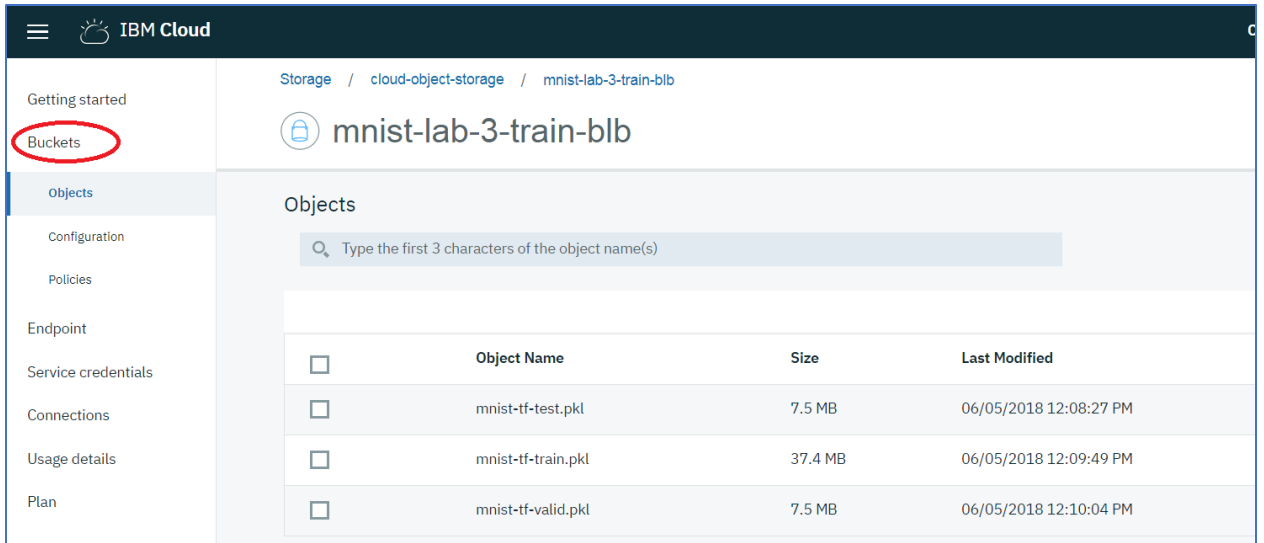 IBM Cloud
Getting started
Buckets
Objects
Configuration
Policies
Endpoint
Service credentials
Connections
Usage details
Plan
Storage / cloud-object-storage / mnist-lab-3-train-blb
mnist-lab-3-train-blb
Objects
Type the first 3 characters of the object name(s)
Object Name Size Last Modified
mnist-tf-test.pkl 7.5 MB 06/05/2018 12:08:27 PM
mnist-tf-train.pkl 37.4 MB 06/05/2018 12:09:49 PM
mnist-tf-valid.pkl 7.5 MB 06/05/2018 12:10:04 PM